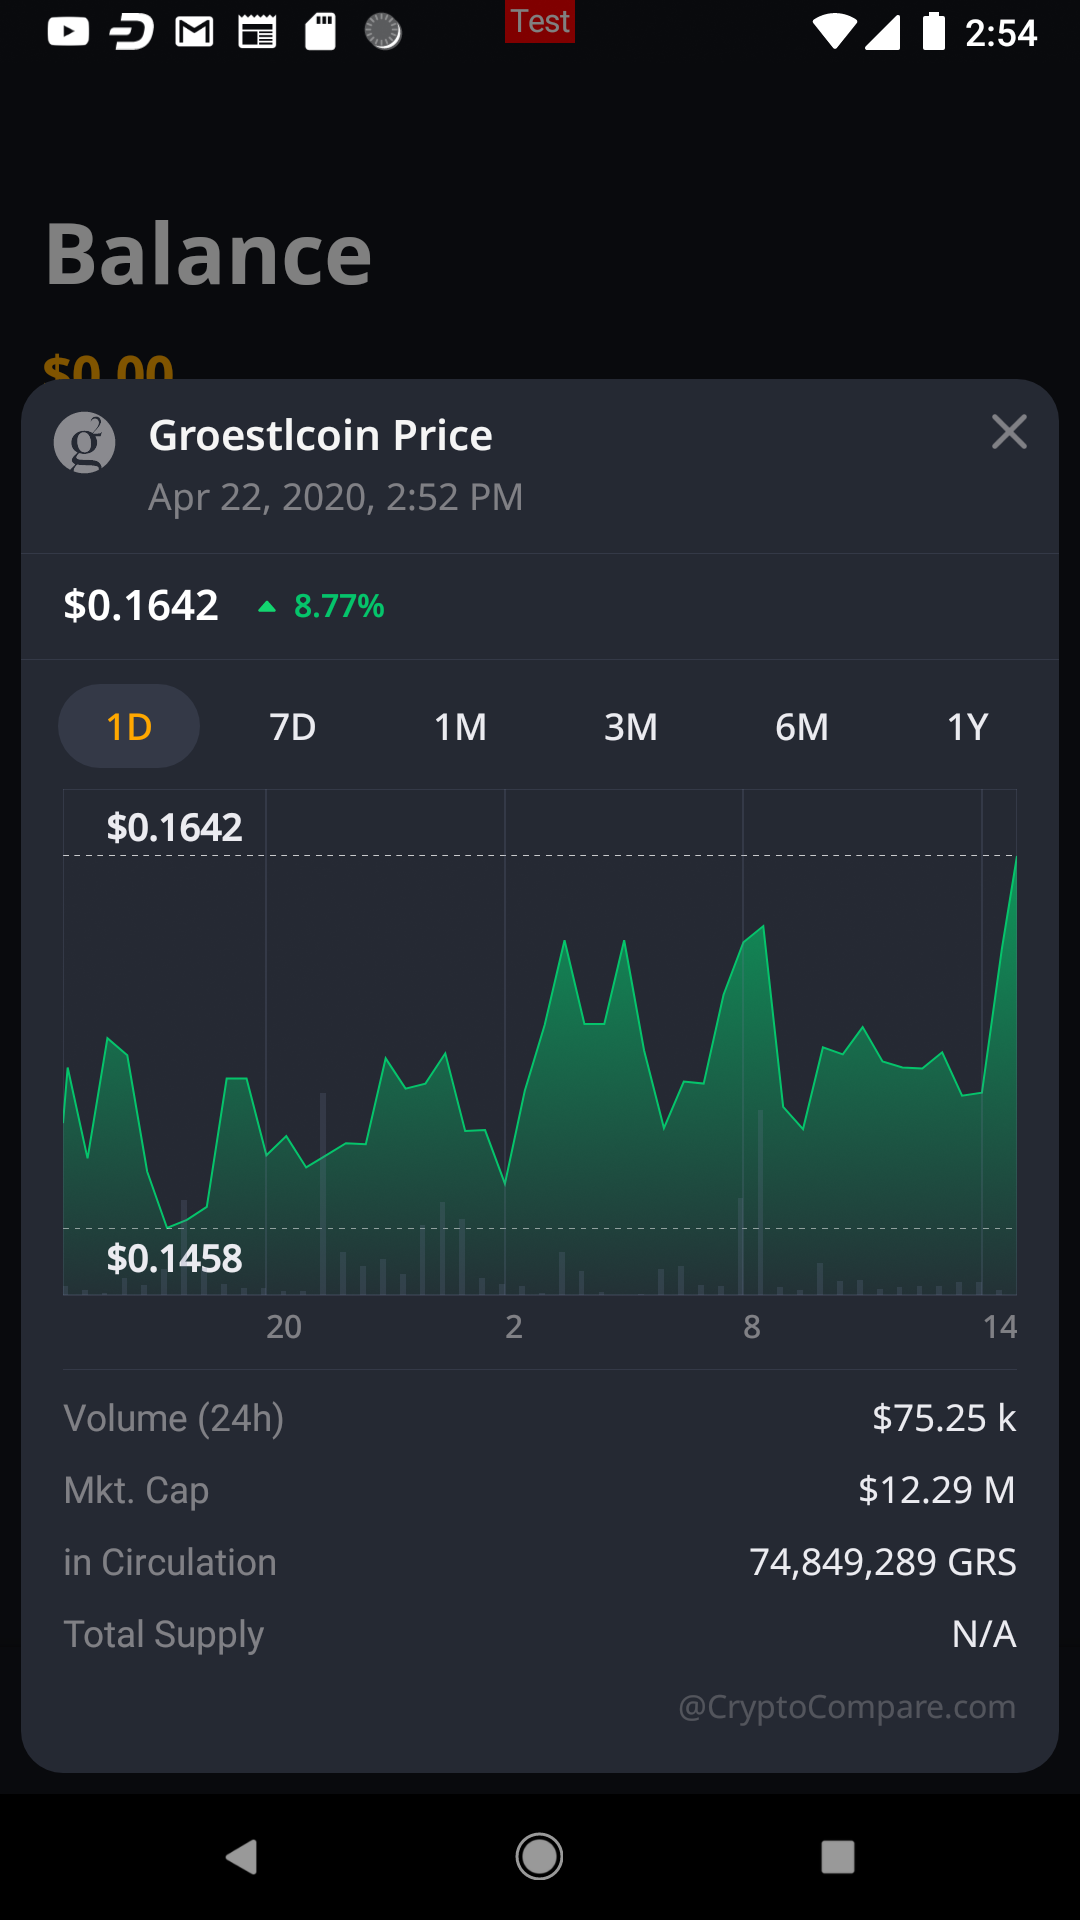 Test
2:54
Balance
Groestlcoin Price
Apr 22, 2020, 2:52 PM
$0.1642 8.77%
1D 7D 1M 3M 6M 1Y
$0.1642
$0.1458
20 2 8 14
Volume (24h) $75.25 k
Mkt. Cap $12.29 M
in Circulation 74,849,289 GRS
Total Supply N/A
@CryptoCompare.com